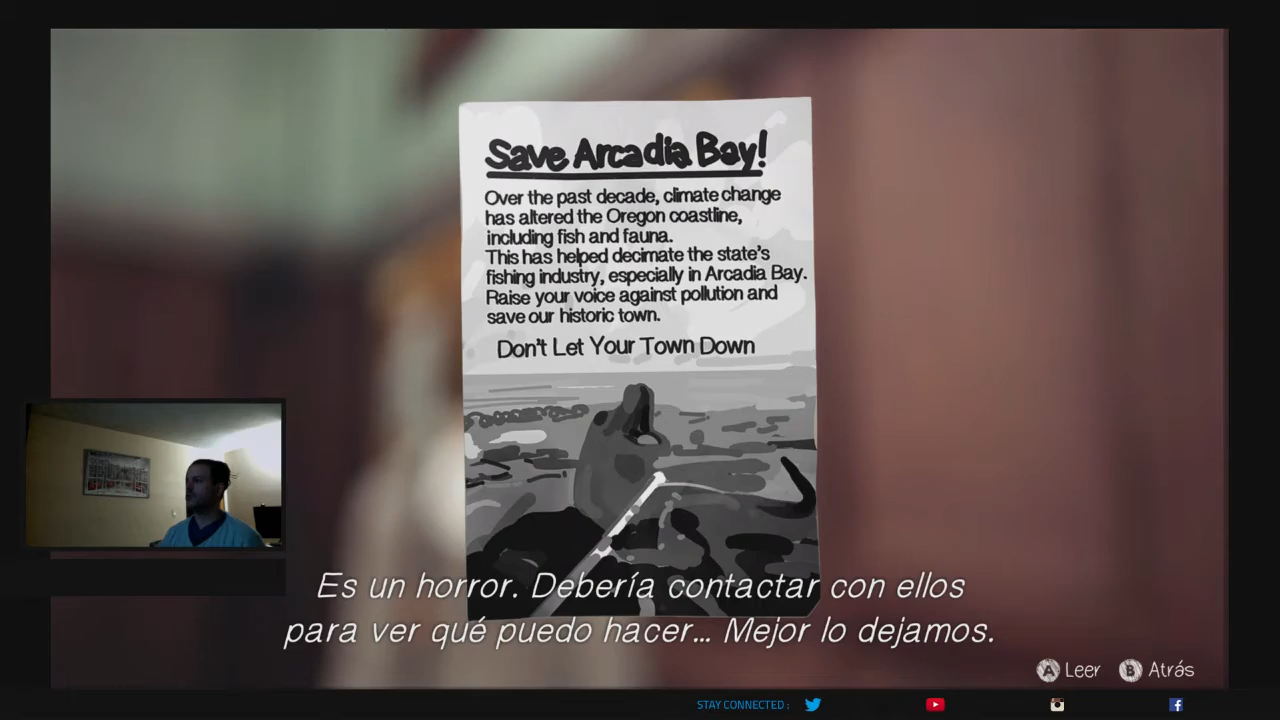 Save Arcadia Bay!
Over the past decade, climate change
has altered the Oregon coastline,
including fish and fauna.
This has helped decimate the state's
fishing industry, especially in Arcadia Bay.
Raise your voice against pollution and
save our historic town.
Don't Let Your Town Down
Es un horror. Debería contactar con ellos
para ver qué puedo hacer... Mejor lo dejamos.
A Leer B Atrás
STAY CONNECTED :